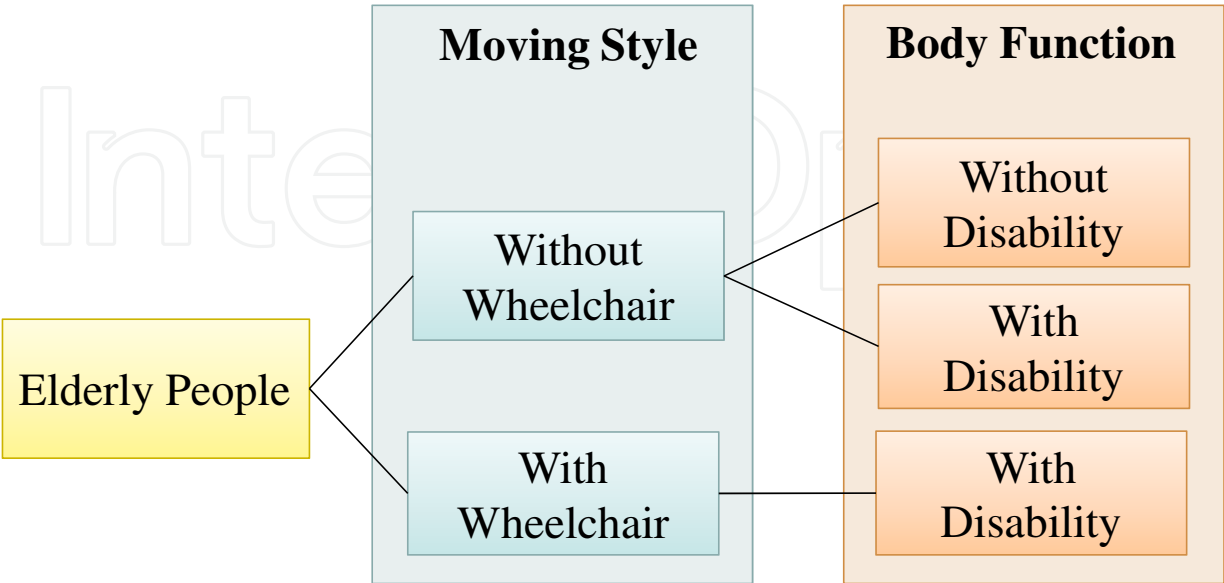 Moving Style
Body Function
Without
Disability
Without
Wheelchair
With
Disability
Elderly People
With
Wheelchair
With
Disability